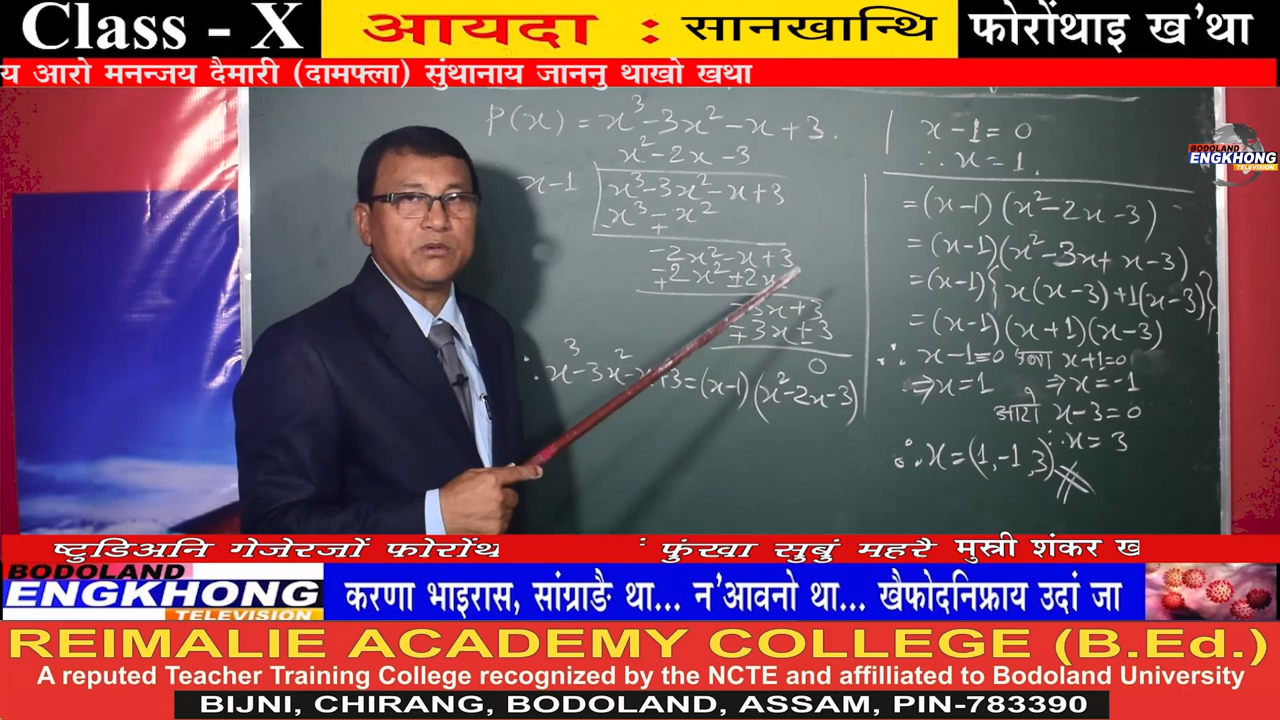 Class - X
आयदा : सानखान्थि
फोरोंथाइ ख'था
य आरो मनन्जय दैमारी (दामफ्ला) सुंथानाय जाननु थाखो खथा
P(x) = x³-3x²-x+3.
x²-2x-3
x-1
x³-3x²-x+3
x³-x²
- +
-2x²-x+3
-2x²+2x
+ -
-3x+3
-3x+3
+ -
0
∴ x³-3x²-x+3=(x-1)(x²-2x-3)
x-1=0
∴ x=1.
=(x-1)(x²-2x-3)
=(x-1)(x²-3x+x-3)
=(x-1){x(x-3)+1(x-3)}
=(x-1)(x+1)(x-3)
∴ x-1=0 एबा x+1=0
⇒x=1 ⇒x=-1
आरो x-3=0
∴x=3
∴x=(1,-1,3)
BODOLAND
ENGKHONG
TELEVISION
ष्टुडिअनि गेजेरजों फोरोंथ
फुंखा सुबुं महरै मुस्री शंकर ख
BODOLAND
ENGKHONG
TELEVISION
करणा भाइरास, सांग्राङै था... न'आवनो था... खैफोदनिफ्राय उदां जा
REIMALIE ACADEMY COLLEGE (B.Ed.)
A reputed Teacher Training College recognized by the NCTE and affilliated to Bodoland University
BIJNI, CHIRANG, BODOLAND, ASSAM, PIN-783390